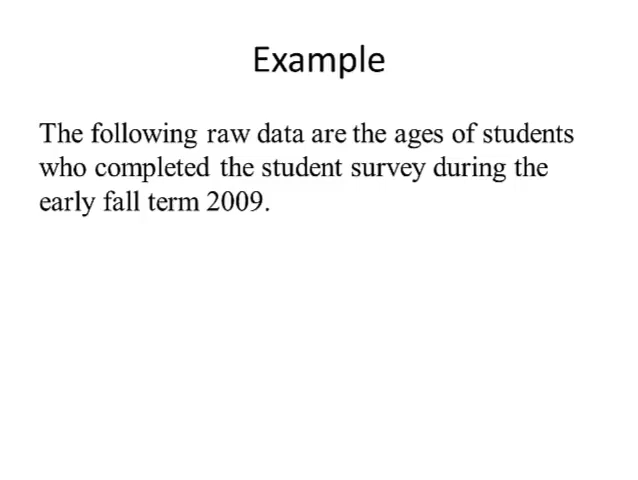 Example
The following raw data are the ages of students
who completed the student survey during the
early fall term 2009.